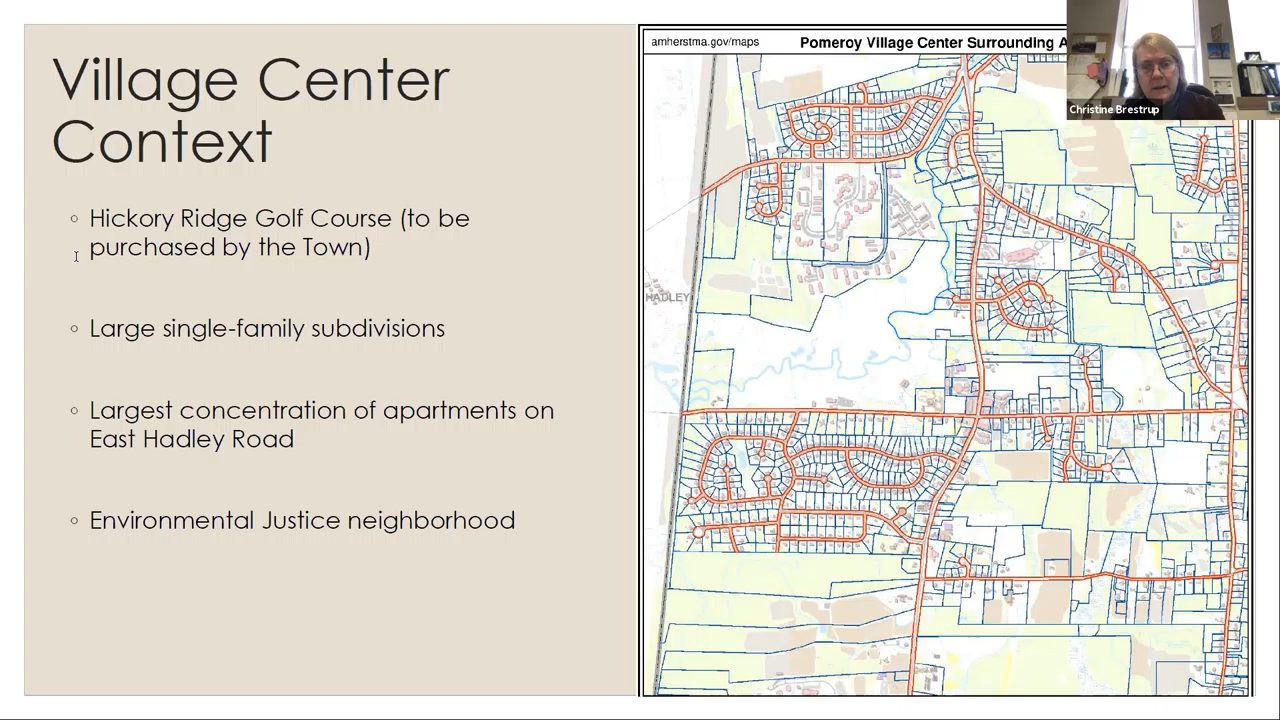 Village Center
Context
◦ Hickory Ridge Golf Course (to be
purchased by the Town)
◦ Large single-family subdivisions
◦ Largest concentration of apartments on
East Hadley Road
◦ Environmental Justice neighborhood
amherstma.gov/maps
Pomeroy Village Center Surrounding A
HADLEY
Christine Brestrup